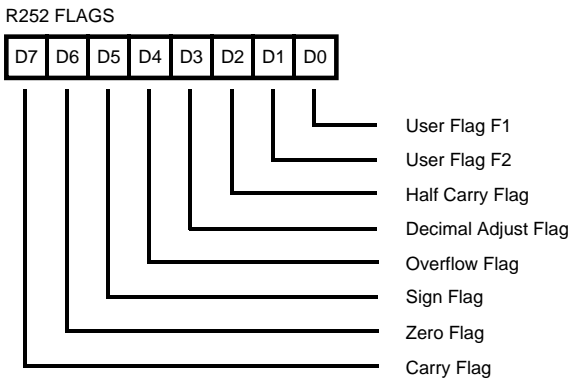 R252 FLAGS
D7 D6 D5 D4 D3 D2 D1 D0
User Flag F1
User Flag F2
Half Carry Flag
Decimal Adjust Flag
Overflow Flag
Sign Flag
Zero Flag
Carry Flag